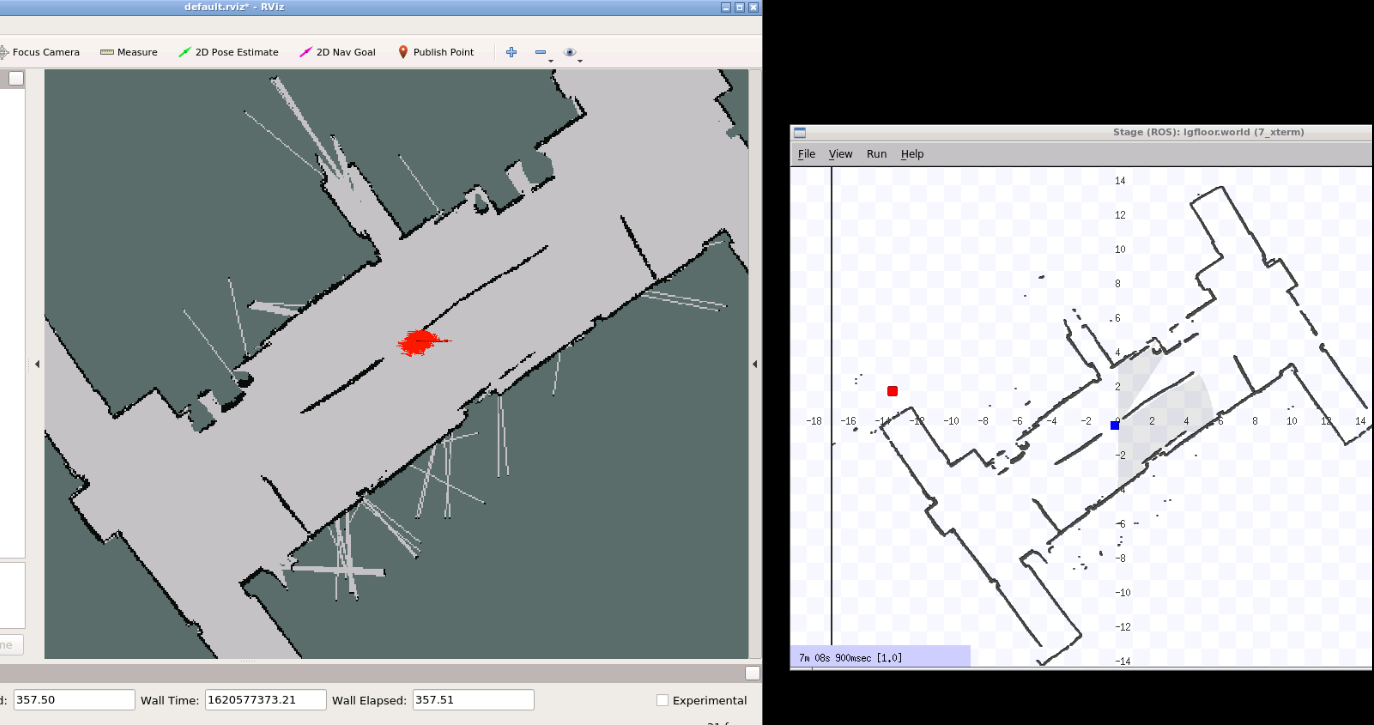 default.rviz* - RViz
Focus Camera Measure 2D Pose Estimate 2D Nav Goal Publish Point
Stage (ROS): lgfloor.world (7_xterm)
File View Run Help
14
12
10
8
6
4
2
-18 -16 -14 -12 -10 -8 -6 -4 -2 0 2 4 6 8 10 12 14
-2
-4
-6
-8
-10
-12
-14
7m 08s 900msec [1.0]
d: 357.50 Wall Time: 1620577373.21 Wall Elapsed: 357.51 Experimental